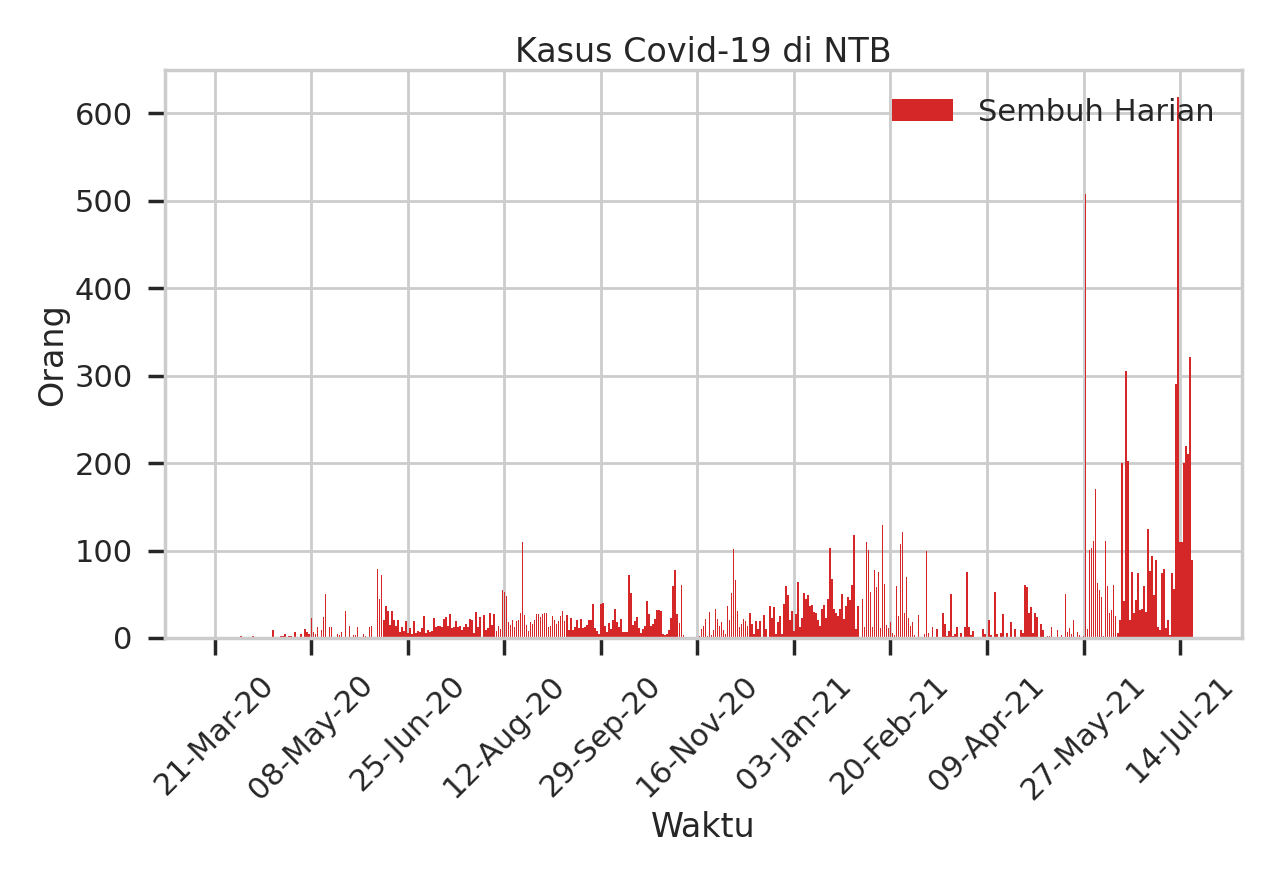 Kasus Covid-19 di NTB
Sembuh Harian
Orang
600
500
400
300
200
100
0
21-Mar-20
08-May-20
25-Jun-20
12-Aug-20
29-Sep-20
16-Nov-20
03-Jan-21
20-Feb-21
09-Apr-21
27-May-21
14-Jul-21
Waktu